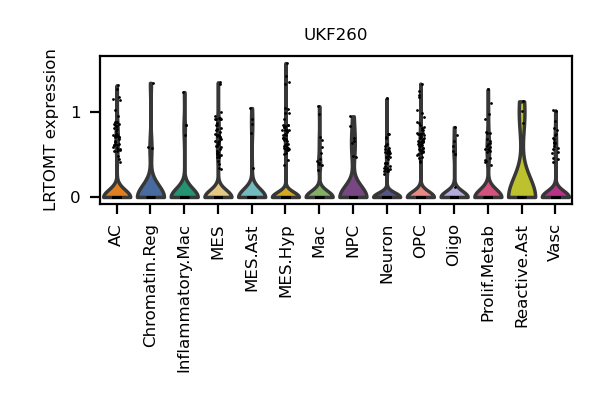 UKF260
LRTOMT expression
1
0
AC
Chromatin.Reg
Inflammatory.Mac
MES
MES.Ast
MES.Hyp
Mac
NPC
Neuron
OPC
Oligo
Prolif.Metab
Reactive.Ast
Vasc